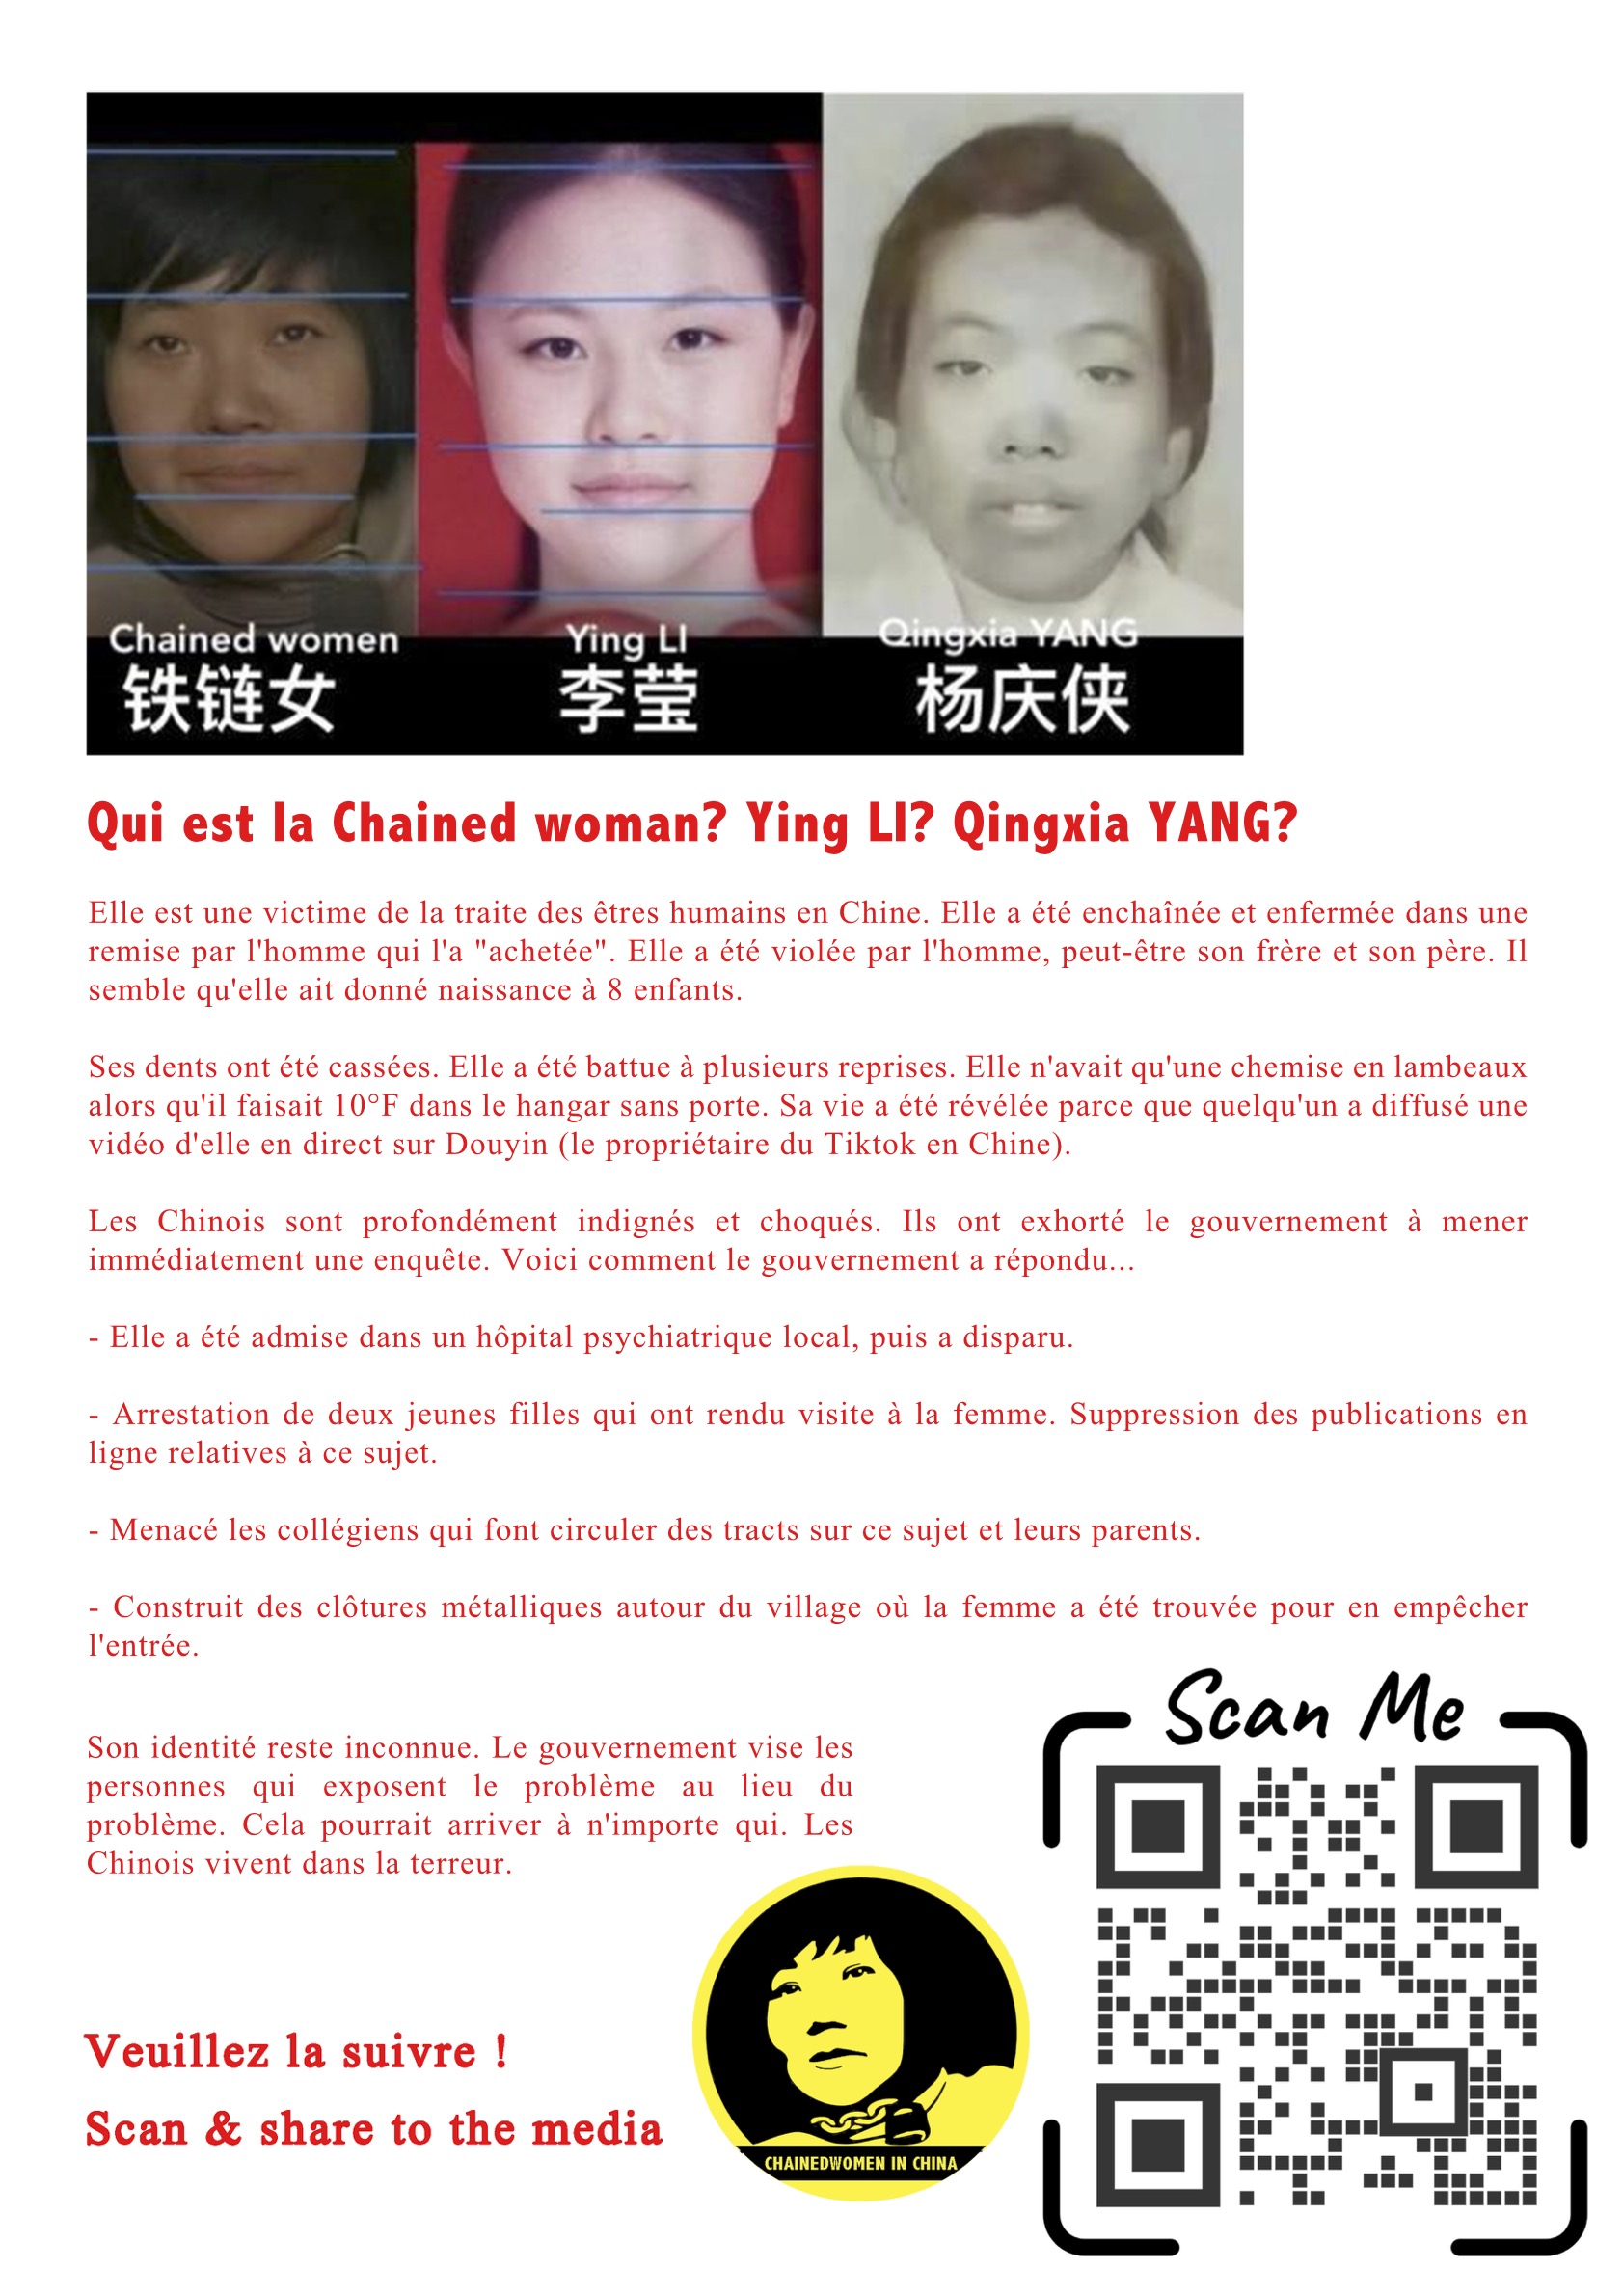 Chained women
Ying LI
Qingxia YANG
铁链女
李莹
杨庆侠
Qui est la Chained woman? Ying LI? Qingxia YANG?
Elle est une victime de la traite des êtres humains en Chine. Elle a été enchaînée et enfermée dans une
remise par l'homme qui l'a "achetée". Elle a été violée par l'homme, peut-être son frère et son père. Il
semble qu'elle ait donné naissance à 8 enfants.
Ses dents ont été cassées. Elle a été battue à plusieurs reprises. Elle n'avait qu'une chemise en lambeaux
alors qu'il faisait 10°F dans le hangar sans porte. Sa vie a été révélée parce que quelqu'un a diffusé une
vidéo d'elle en direct sur Douyin (le propriétaire du Tiktok en Chine).
Les Chinois sont profondément indignés et choqués. Ils ont exhorté le gouvernement à mener
immédiatement une enquête. Voici comment le gouvernement a répondu...
- Elle a été admise dans un hôpital psychiatrique local, puis a disparu.
- Arrestation de deux jeunes filles qui ont rendu visite à la femme. Suppression des publications en
ligne relatives à ce sujet.
- Menacé les collégiens qui font circuler des tracts sur ce sujet et leurs parents.
- Construit des clôtures métalliques autour du village où la femme a été trouvée pour en empêcher
l'entrée.
Son identité reste inconnue. Le gouvernement vise les
personnes qui exposent le problème au lieu du
problème. Cela pourrait arriver à n'importe qui. Les
Chinois vivent dans la terreur.
Scan Me
Veuillez la suivre !
Scan & share to the media
CHAINEDWOMEN IN CHINA